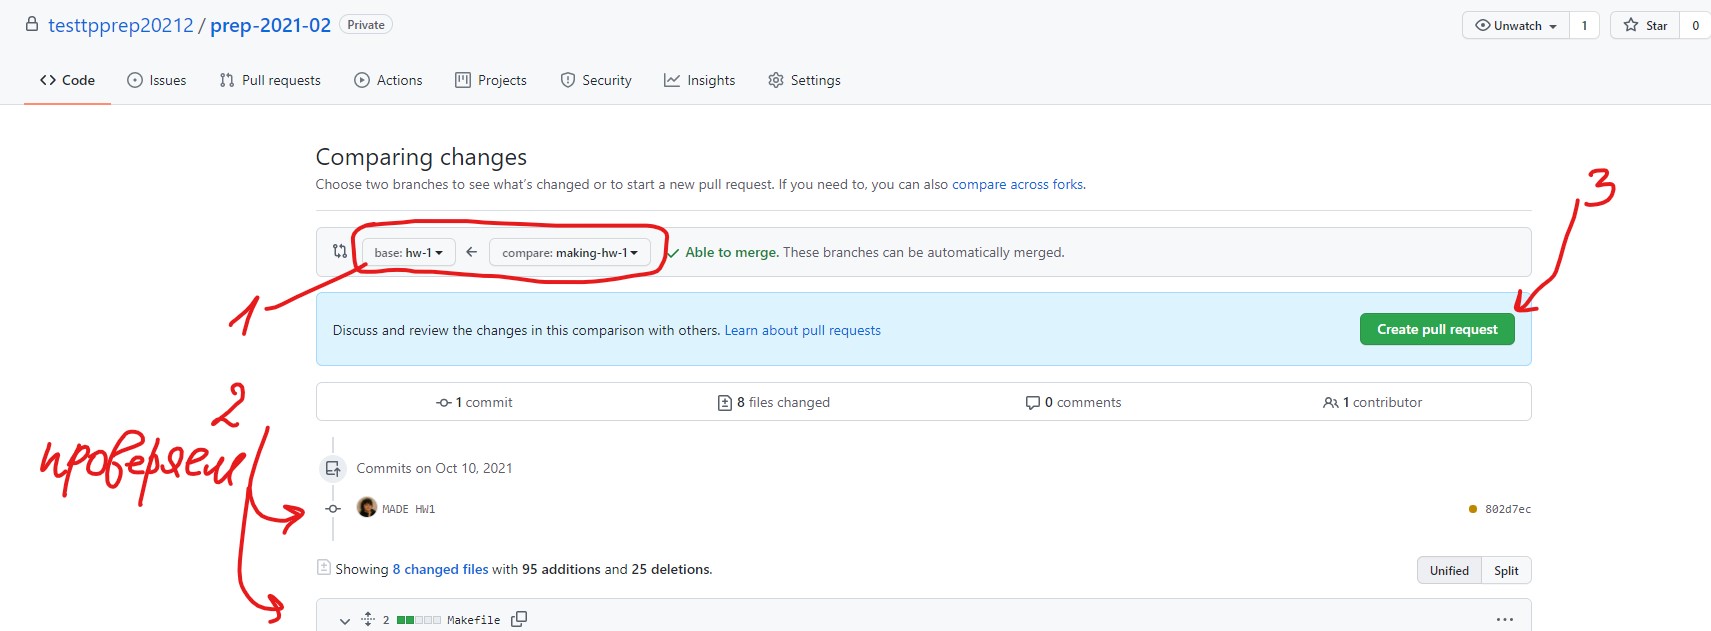 testtpprep20212 / prep-2021-02 Private
Unwatch 1 Star 0
Code Issues Pull requests Actions Projects Security Insights Settings
Comparing changes
Choose two branches to see what's changed or to start a new pull request. If you need to, you can also compare across forks.
3
base: hw-1 ← compare: making-hw-1 Able to merge. These branches can be automatically merged.
1
Discuss and review the changes in this comparison with others. Learn about pull requests
Create pull request
2
проверяем
1 commit 8 files changed 0 comments 1 contributor
Commits on Oct 10, 2021
MADE HW1 802d7ec
Showing 8 changed files with 95 additions and 25 deletions.
Unified Split
2 Makefile